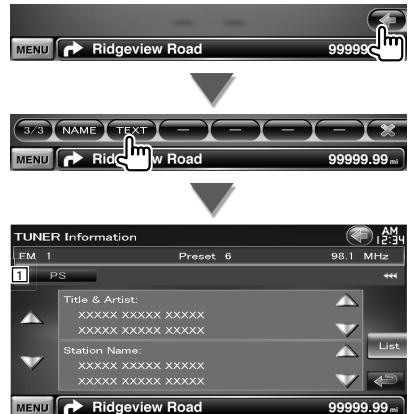 MENU Ridgeview Road 99999
3/3 NAME TEXT
MENU Rid w Road 99999.99 mi
TUNER Information AM 12:34
FM 1 Preset 6 98.1 MHz
1 PS
Title & Artist:
XXXXX XXXXX XXXXX
XXXXX XXXXX XXXXX
List
Station Name:
XXXXX XXXXX XXXXX
XXXXX XXXXX XXXXX
MENU Ridgeview Road 99999.99 mi